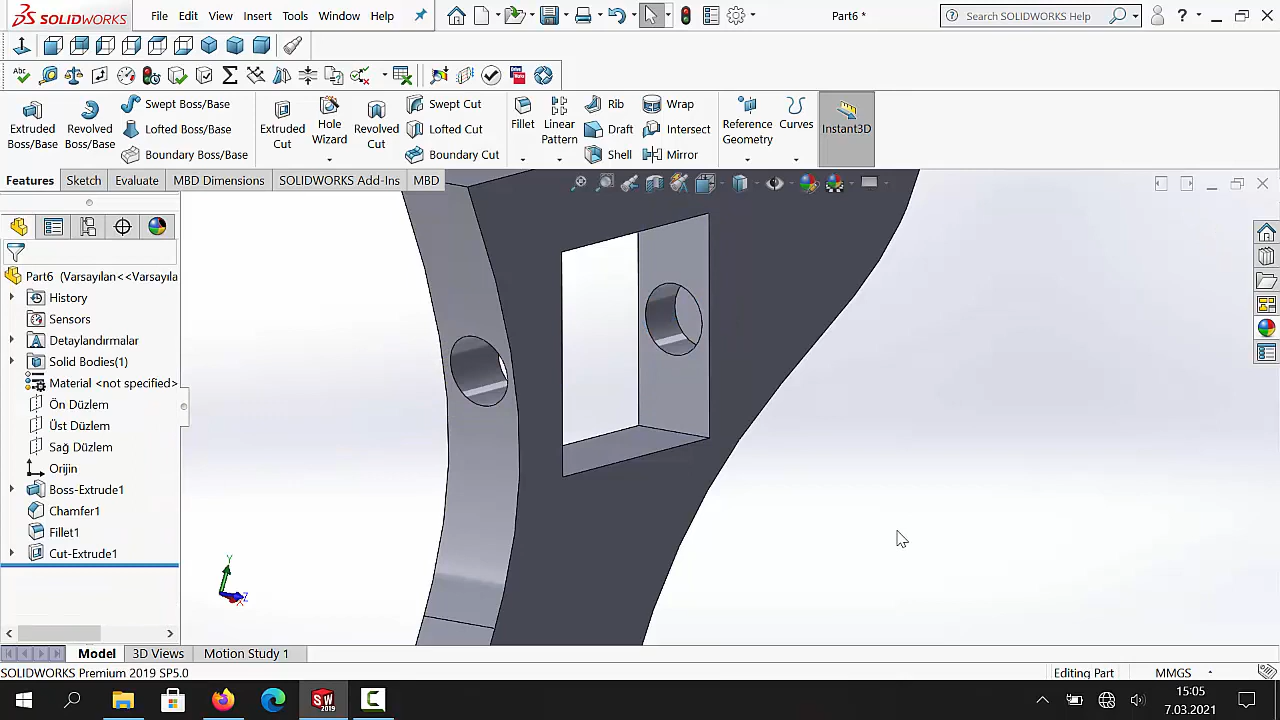 SOLIDWORKS File Edit View Insert Tools Window Help Part6 * Search SOLIDWORKS Help ?
Extruded Boss/Base
Revolved Boss/Base
Swept Boss/Base
Lofted Boss/Base
Boundary Boss/Base
Extruded Cut
Hole Wizard
Revolved Cut
Swept Cut
Lofted Cut
Boundary Cut
Fillet
Linear Pattern
Rib
Draft
Shell
Wrap
Intersect
Mirror
Reference Geometry
Curves
Instant3D
Features Sketch Evaluate MBD Dimensions SOLIDWORKS Add-Ins MBD
Part6 (Varsayılan<<Varsayıla
History
Sensors
Detaylandırmalar
Solid Bodies(1)
Material <not specified>
Ön Düzlem
Üst Düzlem
Sağ Düzlem
Orijin
Boss-Extrude1
Chamfer1
Fillet1
Cut-Extrude1
Y
Z
X
Model 3D Views Motion Study 1
SOLIDWORKS Premium 2019 SP5.0 Editing Part MMGS
SW
2019
15:05
7.03.2021